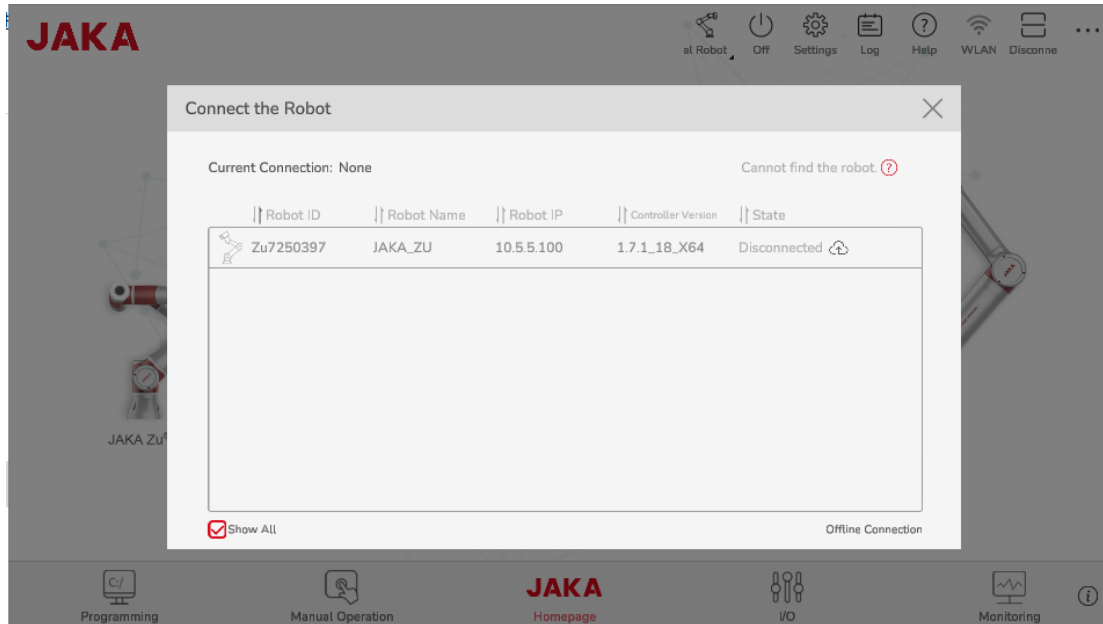 JAKA
al Robot
Off
Settings
Log
Help
WLAN
Disconne
Connect the Robot
Current Connection: None
Cannot find the robot.
Robot ID
Robot Name
Robot IP
Controller Version
State
Zu7250397
JAKA_ZU
10.5.5.100
1.7.1_18_X64
Disconnected
JAKA Zu®
Show All
Offline Connection
C:/
Programming
Manual Operation
JAKA
Homepage
I/O
Monitoring